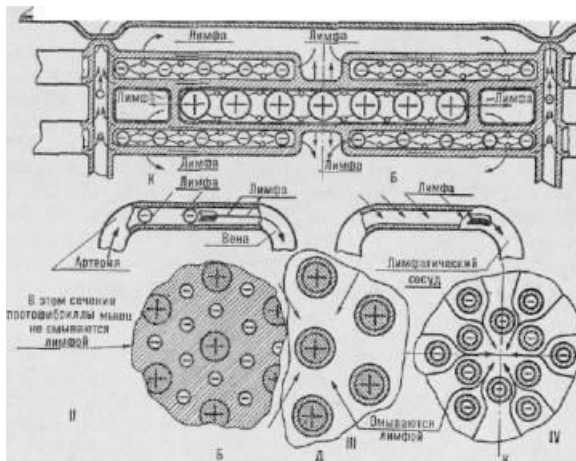 Лимфа Лимфа
Лимфа Лимфа
Лимфа
Лимфа
К Б
Лимфа
Лимфа Лимфа
Вена
Артерия
Лимфатический
сосуд
В этом сечение
протофибриллы мышц
не омываются
лимфой
Омываются
лимфой
II Б Д III К IV